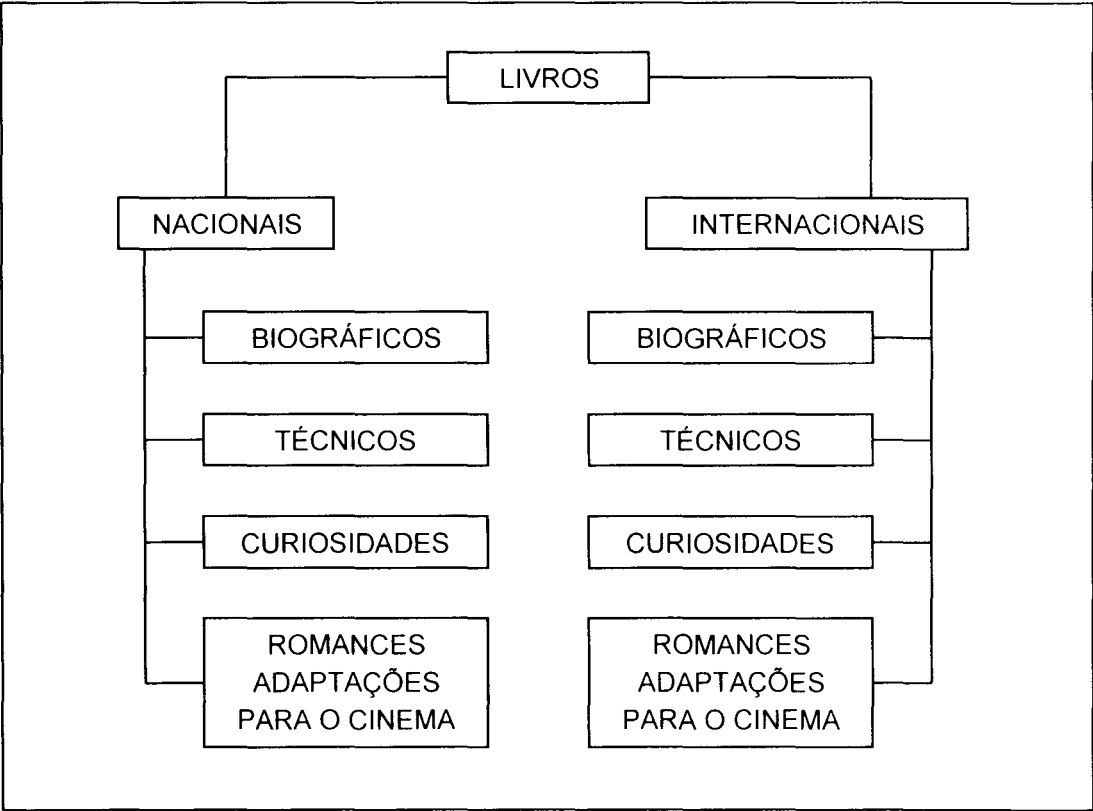 LIVROS
NACIONAIS
BIOGRÁFICOS
TÉCNICOS
CURIOSIDADES
ROMANCES
ADAPTAÇÕES
PARA O CINEMA
INTERNACIONAIS
BIOGRÁFICOS
TÉCNICOS
CURIOSIDADES
ROMANCES
ADAPTAÇÕES
PARA O CINEMA